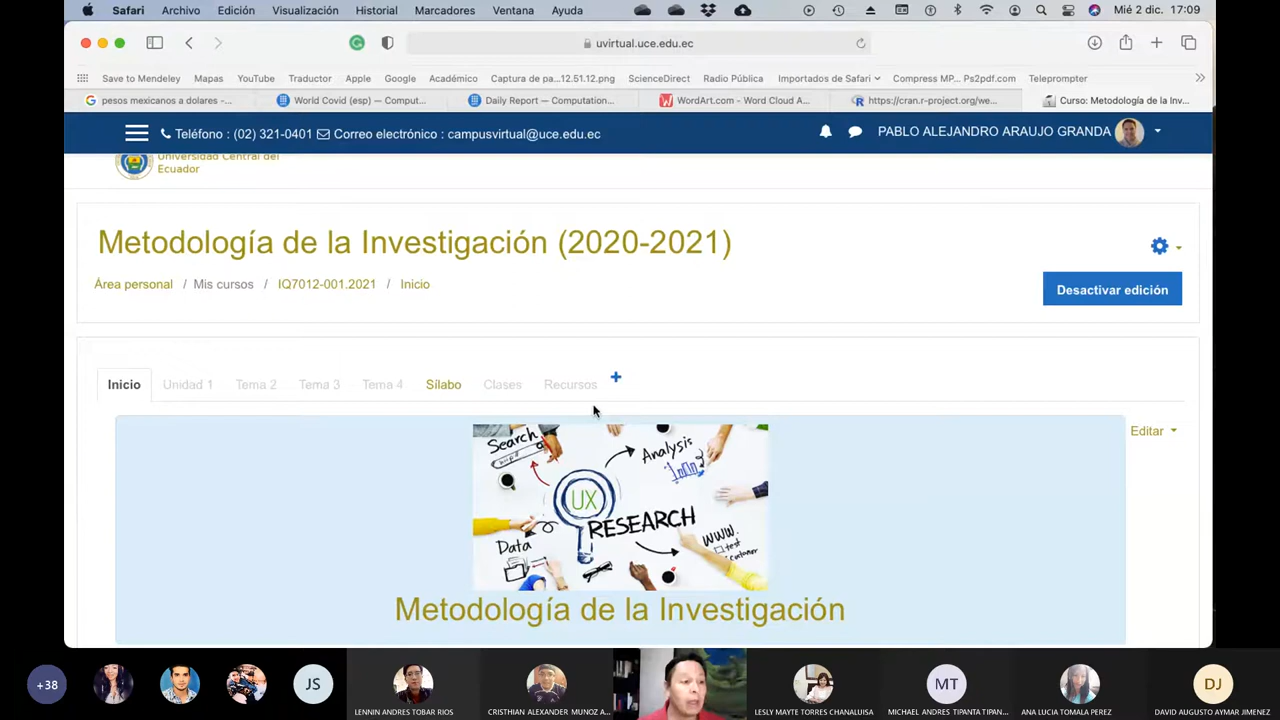 Safari Archivo Edición Visualización Historial Marcadores Ventana Ayuda Mié 2 dic. 17:09
uvirtual.uce.edu.ec
Save to Mendeley Mapas YouTube Traductor Apple Google Académico Captura de pa...12.51.12.png ScienceDirect Radio Pública Importados de Safari Compress MP... Ps2pdf.com Teleprompter
pesos mexicanos a dolares -... World Covid (esp) — Comput... Daily Report — Computation... WordArt.com - Word Cloud A... https://cran.r-project.org/we... Curso: Metodología de la Inv...
Teléfono : (02) 321-0401 Correo electrónico : campusvirtual@uce.edu.ec PABLO ALEJANDRO ARAUJO GRANDA
Universidad Central del
Ecuador
Metodología de la Investigación (2020-2021)
Área personal / Mis cursos / IQ7012-001.2021 / Inicio
Desactivar edición
Inicio Unidad 1 Tema 2 Tema 3 Tema 4 Sílabo Clases Recursos +
Editar
Search
Analysis
UX
RESEARCH
Data
WWW.
test
customer
Metodología de la Investigación
+38 JS MT DJ
LENNIN ANDRES TOBAR RIOS CRISTHIAN ALEXANDER MUNOZ A... LESLY MAYTE TORRES CHANALUISA MICHAEL ANDRES TIPANTA TIPAN... ANA LUCIA TOMALA PEREZ DAVID AUGUSTO AYMAR JIMENEZ